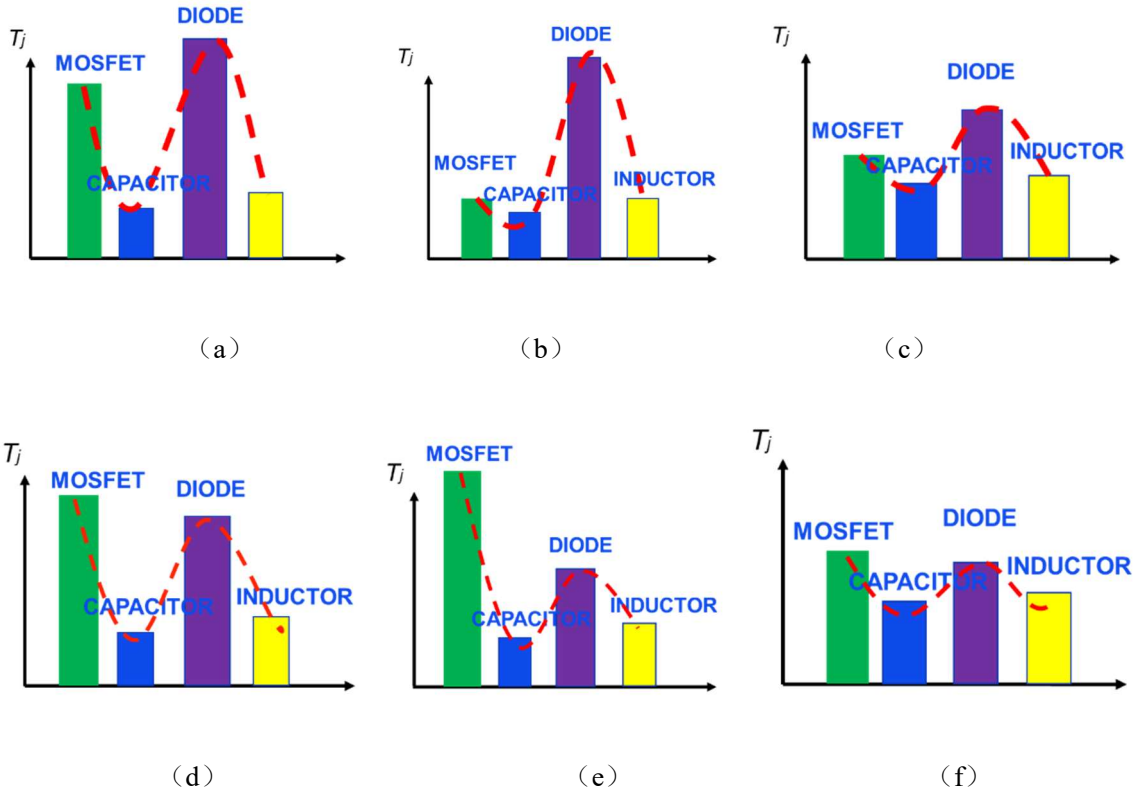 DIODE
Tj
MOSFET
CAPACITOR
(a)
DIODE
Tj
MOSFET
CAPACITOR
INDUCTOR
(b)
Tj
DIODE
MOSFET
CAPACITOR
INDUCTOR
(c)
Tj
MOSFET
DIODE
CAPACITOR
INDUCTOR
(d)
MOSFET
Tj
DIODE
CAPACITOR
INDUCTOR
(e)
Tj
DIODE
MOSFET
INDUCTOR
CAPACITOR
(f)